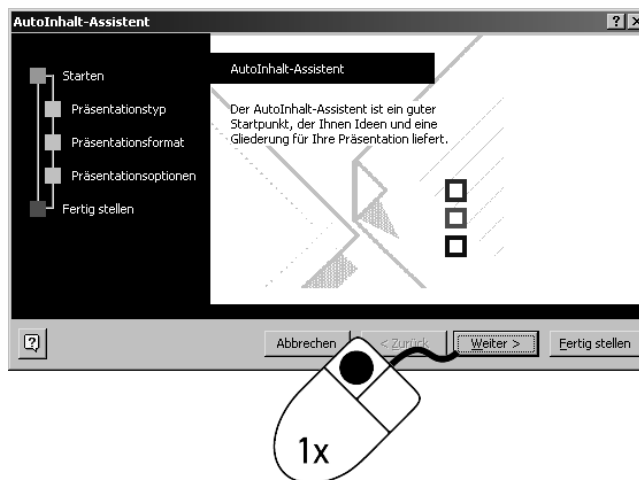 AutoInhalt-Assistent
Starten
Präsentationstyp
Präsentationsformat
Präsentationsoptionen
Fertig stellen
AutoInhalt-Assistent
Der AutoInhalt-Assistent ist ein guter
Startpunkt, der Ihnen Ideen und eine
Gliederung für Ihre Präsentation liefert.
Abbrechen < Zurück Weiter > Fertig stellen
1x